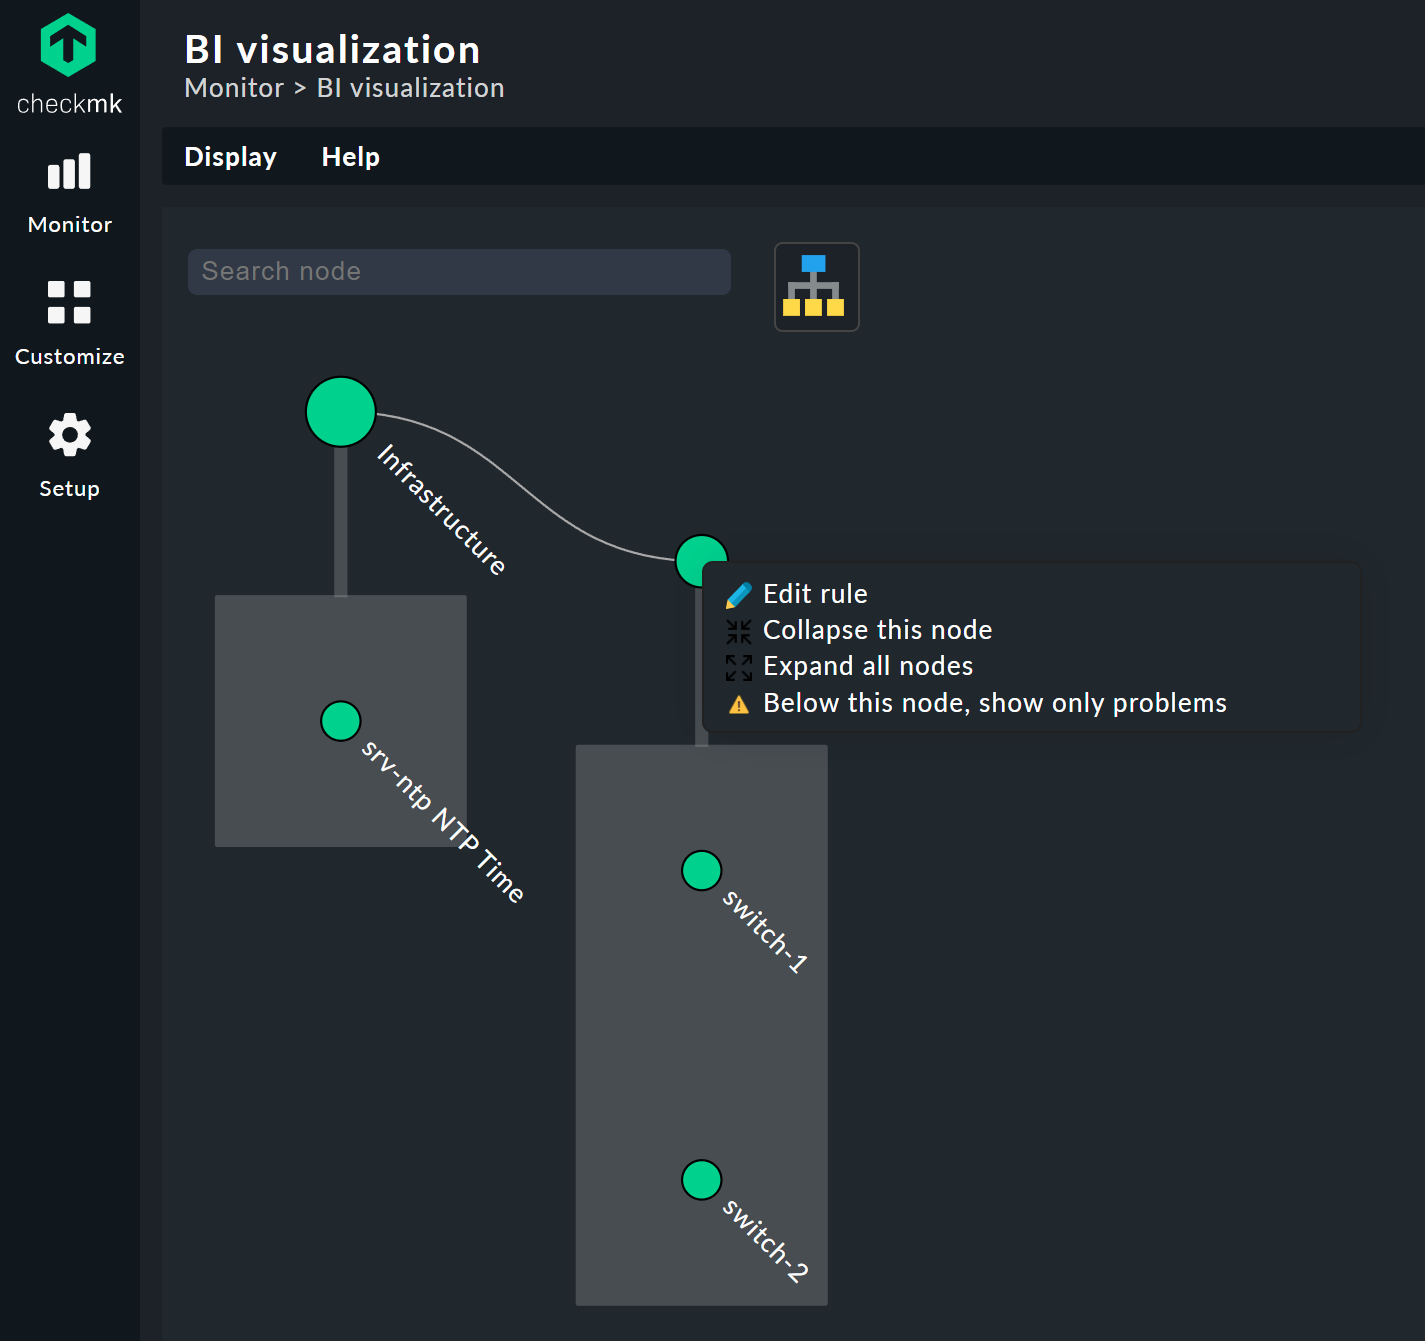 checkmk
Monitor
Customize
Setup
BI visualization
Monitor > BI visualization
Display
Help
Search node
Infrastructure
srv-ntp NTP Time
Edit rule
Collapse this node
Expand all nodes
Below this node, show only problems
switch-1
switch-2